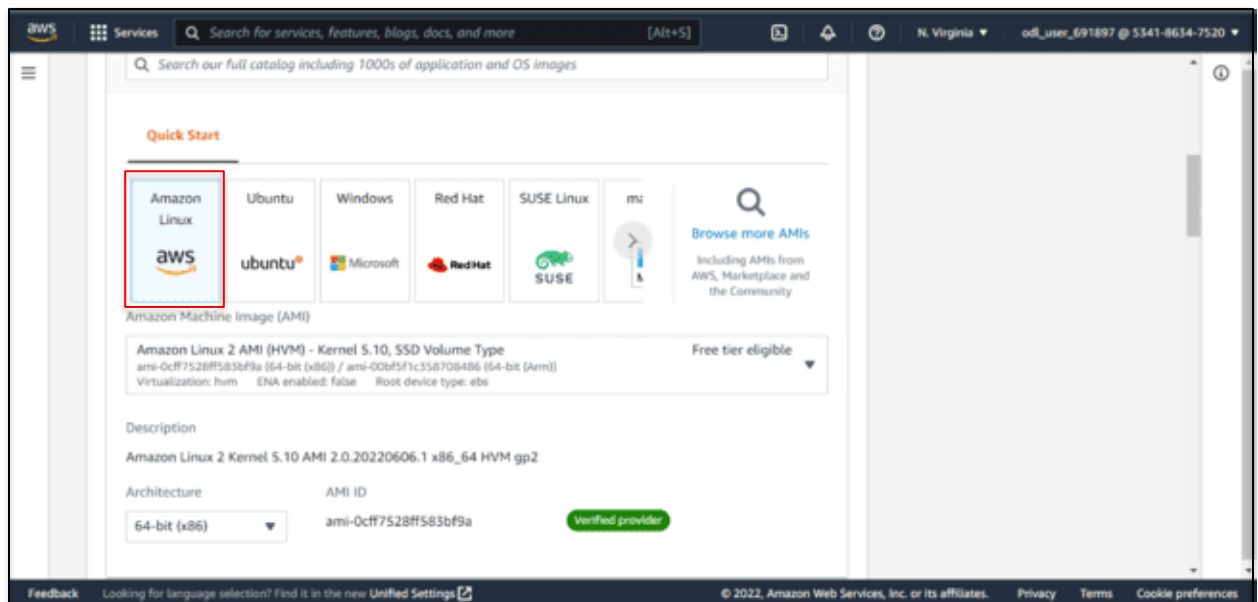 aws
Services
Search for services, features, blogs, docs, and more
[Alt+S]
N. Virginia
odl_user_691897 @ 5341-8634-7520
Search our full catalog including 1000s of application and OS images
Quick Start
Amazon
Linux
aws
Ubuntu
ubuntu
Windows
Microsoft
Red Hat
RedHat
SUSE Linux
SUSE
Browse more AMIs
Including AMIs from
AWS, Marketplace and
the Community
Amazon Machine Image (AMI)
Amazon Linux 2 AMI (HVM) - Kernel 5.10, SSD Volume Type
Free tier eligible
ami-0cff7528ff583bf9a (64-bit (x86)) / ami-00bf5f1c358708486 (64-bit (Arm))
Virtualization: hvm ENA enabled: false Root device type: ebs
Description
Amazon Linux 2 Kernel 5.10 AMI 2.0.20220606.1 x86_64 HVM gp2
Architecture
AMI ID
64-bit (x86)
ami-0cff7528ff583bf9a
Verified provider
Feedback
Looking for language selection? Find it in the new Unified Settings
© 2022, Amazon Web Services, Inc. or its affiliates.
Privacy
Terms
Cookie preferences